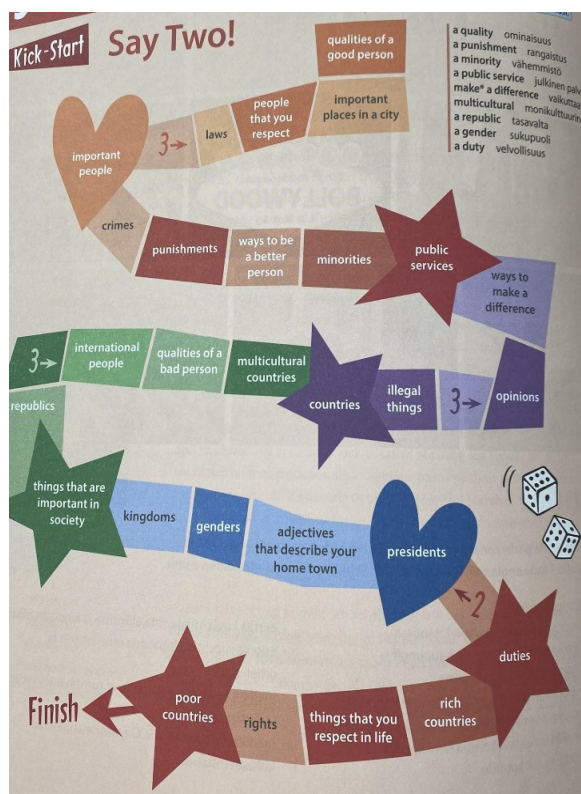 Kick-Start
Say Two!
a quality ominaisuus
a punishment rangaistus
a minority vähemmistö
a public service julkinen palv
make* a difference vaikuttaa
multicultural monikulttuurin
a republic tasavalta
a gender sukupuoli
a duty velvollisuus
qualities of a
good person
important
places in a city
people
that you
respect
laws
3→
important
people
crimes
punishments
ways to be
a better
person
minorities
public
services
ways to
make a
difference
opinions
3→
illegal
things
countries
multicultural
countries
qualities of a
bad person
international
people
3→
republics
things that are
important in
society
kingdoms
genders
adjectives
that describe your
home town
presidents
2
duties
rich
countries
things that you
respect in life
rights
poor
countries
Finish